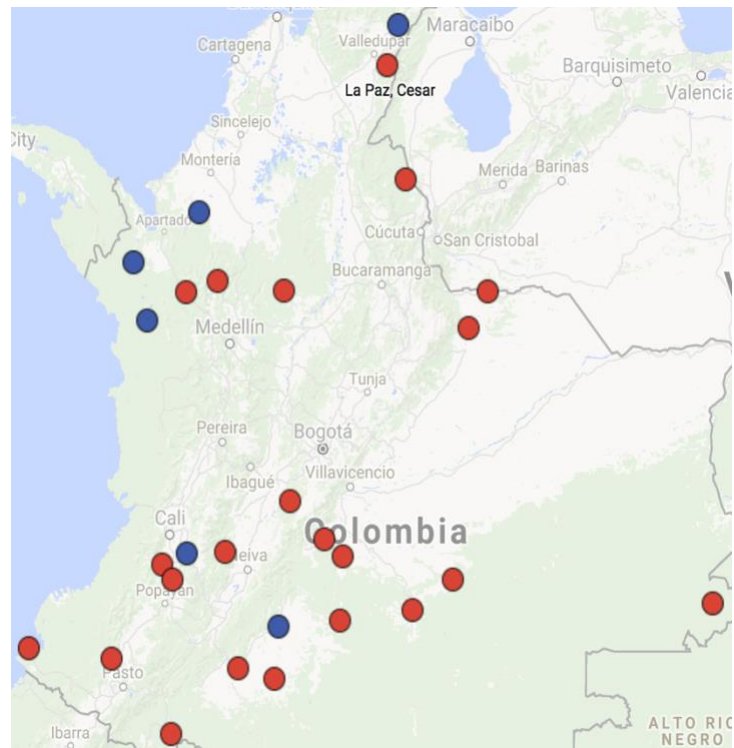 Cartagena
Valledupar
Maracaibo
Barquisimeto
Valencia
La Paz, Cesar
City
Sincelejo
Montería
Merida
Barinas
Apartadó
Cúcuta
San Cristobal
Bucaramanga
Medellín
Tunja
Pereira
Bogotá
Ibagué
Villavicencio
Cali
Colombia
Neiva
Popayán
Pasto
Ibarra
ALTO RIO
NEGRO